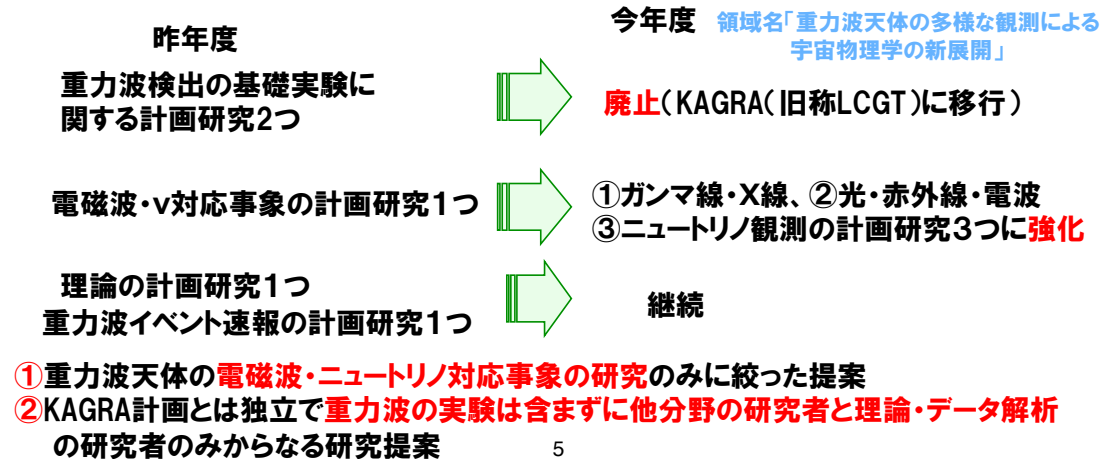 昨年度
今年度 領域名「重力波天体の多様な観測による
宇宙物理学の新展開」
重力波検出の基礎実験に
関する計画研究2つ
廃止(KAGRA(旧称LCGT)に移行)
電磁波・ν対応事象の計画研究1つ
①ガンマ線・X線、②光・赤外線・電波
③ニュートリノ観測の計画研究3つに強化
理論の計画研究1つ
重力波イベント速報の計画研究1つ
継続
①重力波天体の電磁波・ニュートリノ対応事象の研究のみに絞った提案
②KAGRA計画とは独立で重力波の実験は含まずに他分野の研究者と理論・データ解析
の研究者のみからなる研究提案
5